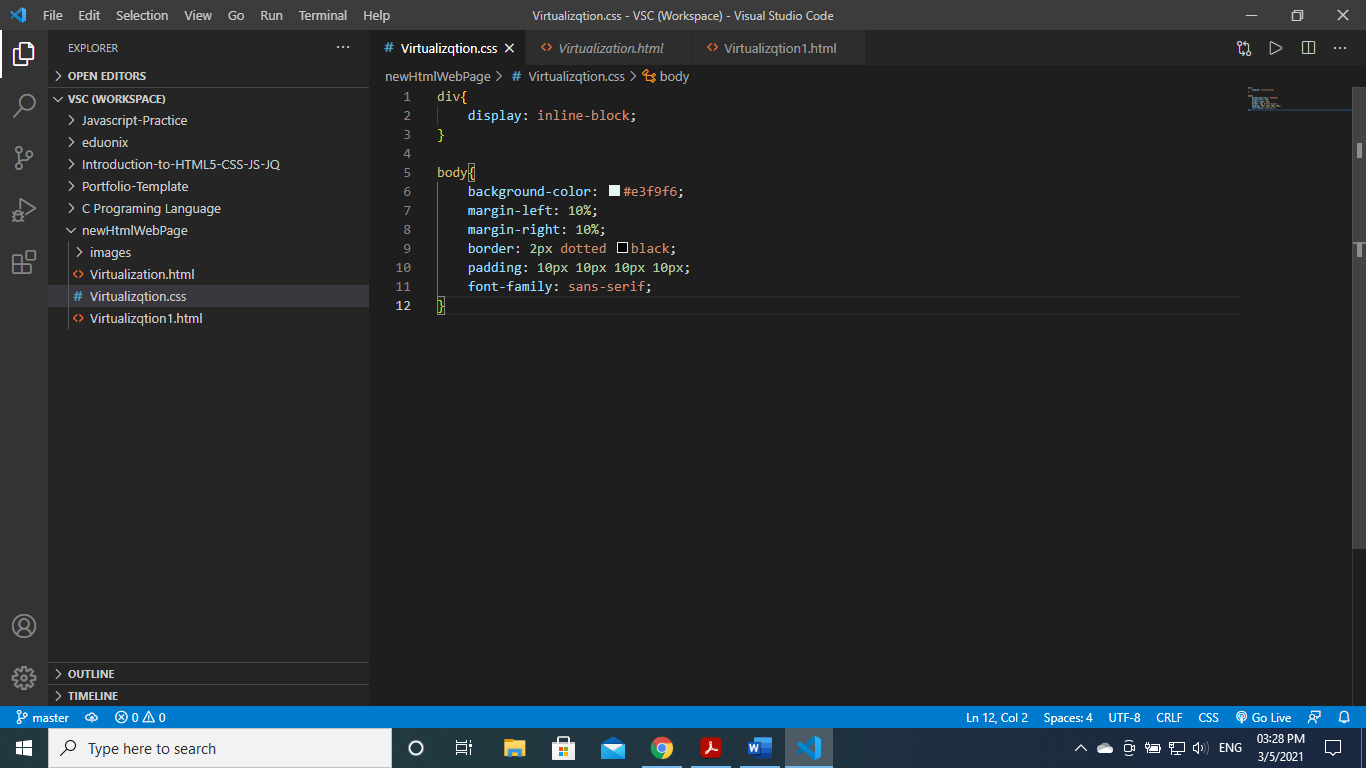 File Edit Selection View Go Run Terminal Help
Virtualizqtion.css - VSC (Workspace) - Visual Studio Code
EXPLORER
OPEN EDITORS
VSC (WORKSPACE)
Javascript-Practice
eduonix
Introduction-to-HTML5-CSS-JS-JQ
Portfolio-Template
C Programing Language
newHtmlWebPage
images
Virtualization.html
Virtualizqtion.css
Virtualizqtion1.html
OUTLINE
TIMELINE
Virtualizqtion.css Virtualization.html Virtualizqtion1.html
newHtmlWebPage > # Virtualizqtion.css > body
1 div{
2 display: inline-block;
3 }
4
5 body{
6 background-color: #e3f9f6;
7 margin-left: 10%;
8 margin-right: 10%;
9 border: 2px dotted black;
10 padding: 10px 10px 10px 10px;
11 font-family: sans-serif;
12 }
master 0 0 Ln 12, Col 2 Spaces: 4 UTF-8 CRLF CSS Go Live
Type here to search
ENG
03:28 PM
3/5/2021